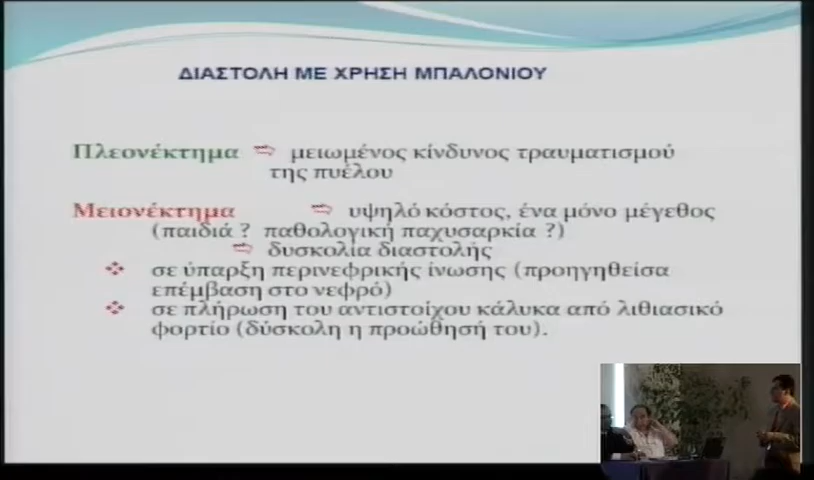 ΔΙΑΣΤΟΛΗ ΜΕ ΧΡΗΣΗ ΜΠΑΛΟΝΙΟΥ
Πλεονέκτημα ⇨ μειωμένος κίνδυνος τραυματισμού
της πυέλου
Μειονέκτημα ⇨ υψηλό κόστος, ένα μόνο μέγεθος
(παιδιά ? παθολογική παχυσαρκία ?)
⇨ δυσκολία διαστολής
❖ σε ύπαρξη περινεφρικής ίνωσης (προηγηθείσα
επέμβαση στο νεφρό)
❖ σε πλήρωση του αντιστοίχου κάλυκα από λιθιασικό
φορτίο (δύσκολη η προώθησή του).